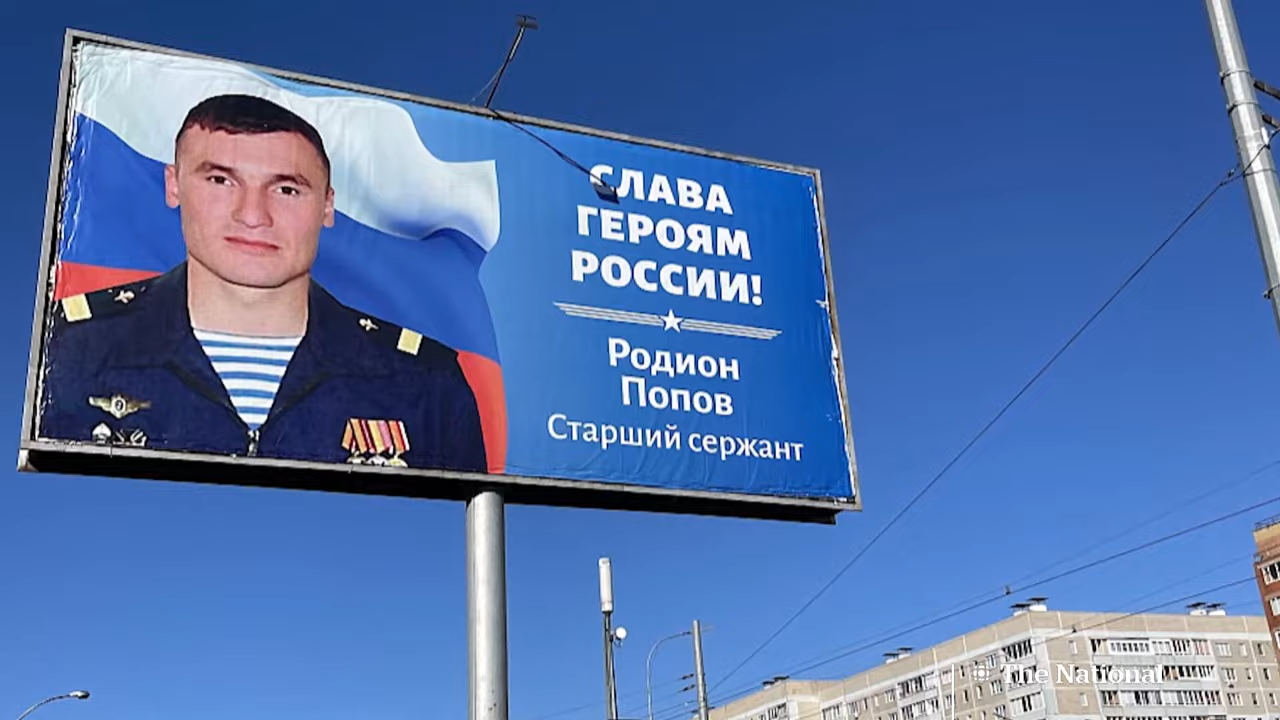 СЛАВА
ГЕРОЯМ
РОССИИ!
Родион
Попов
Старший сержант
The National